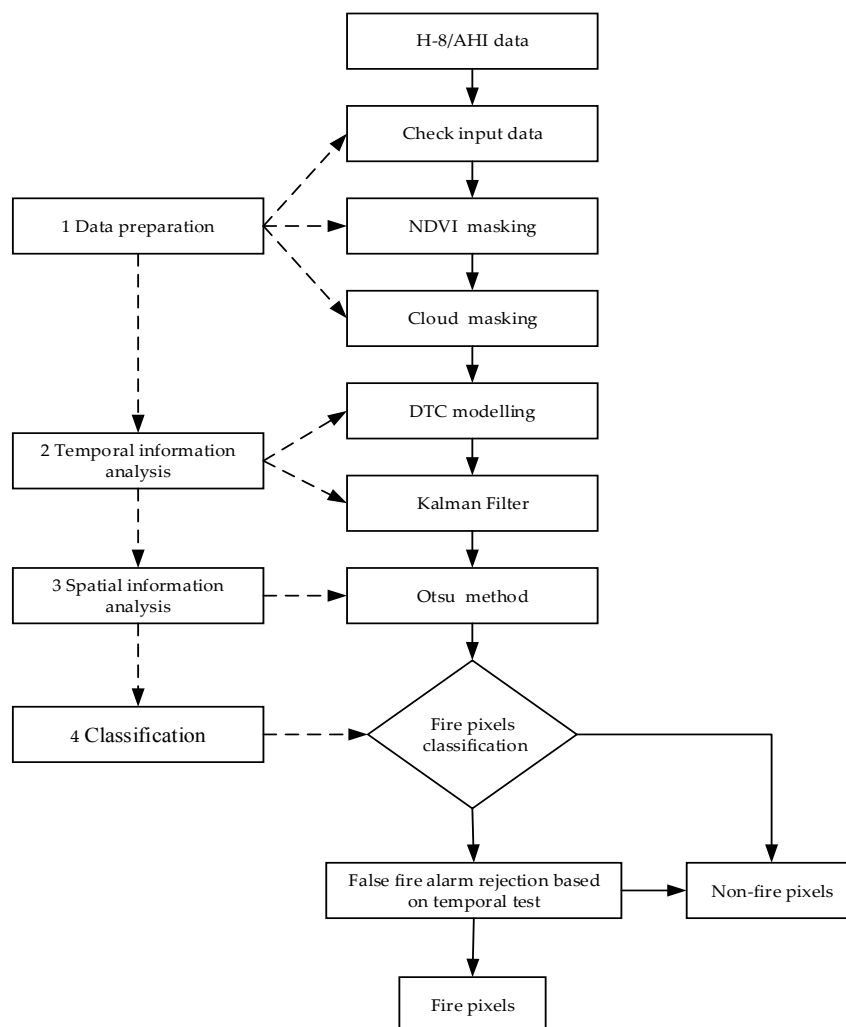 H-8/AHI data
Check input data
1 Data preparation
NDVI masking
Cloud masking
DTC modelling
2 Temporal information
analysis
Kalman Filter
3 Spatial information
analysis
Otsu method
4 Classification
Fire pixels
classification
False fire alarm rejection based
on temporal test
Non-fire pixels
Fire pixels